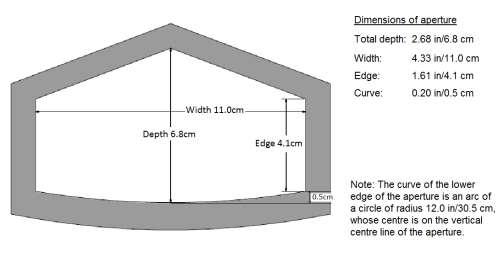 Dimensions of aperture
Total depth: 2.68 in/6.8 cm
Width: 4.33 in/11.0 cm
Edge: 1.61 in/4.1 cm
Curve: 0.20 in/0.5 cm
Width 11.0cm
Depth 6.8cm
Edge 4.1cm
0.5cm
Note: The curve of the lower
edge of the aperture is an arc of
a circle of radius 12.0 in/30.5 cm,
whose centre is on the vertical
centre line of the aperture.